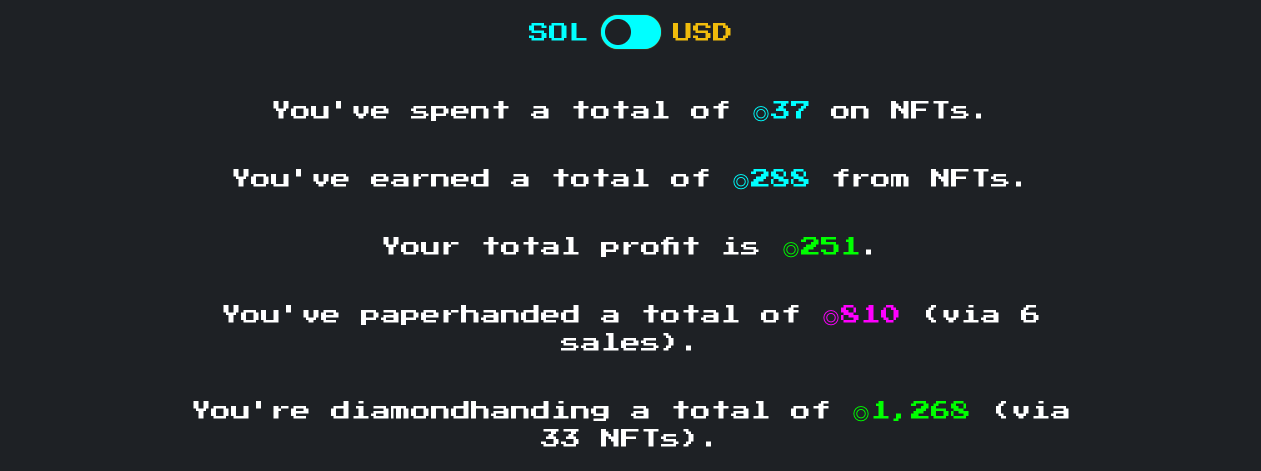 SOL USD
You've spent a total of ◎37 on NFTs.
You've earned a total of ◎288 from NFTs.
Your total profit is ◎251.
You've paperhanded a total of ◎810 (via 6
sales).
You're diamondhanding a total of ◎1,268 (via
33 NFTs).